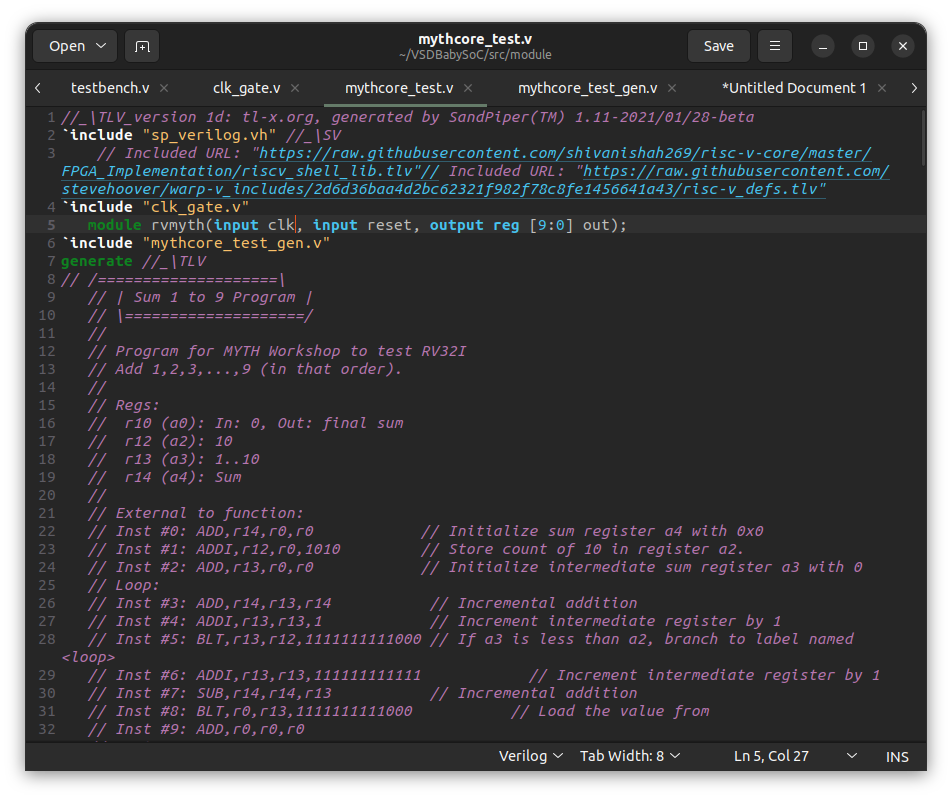 Open
mythcore_test.v
~/VSDBabySoC/src/module
Save
testbench.v
clk_gate.v
mythcore_test.v
mythcore_test_gen.v
*Untitled Document 1
1 //_\TLV_version 1d: tl-x.org, generated by SandPiper(TM) 1.11-2021/01/28-beta
2 `include "sp_verilog.vh" //_\SV
3    // Included URL: "https://raw.githubusercontent.com/shivanishah269/risc-v-core/master/
FPGA_Implementation/riscv_shell_lib.tlv"// Included URL: "https://raw.githubusercontent.com/
stevehoover/warp-v_includes/2d6d36baa4d2bc62321f982f78c8fe1456641a43/risc-v_defs.tlv"
4 `include "clk_gate.v"
5    module rvmyth(input clk, input reset, output reg [9:0] out);
6 `include "mythcore_test_gen.v"
7 generate //_\TLV
8 // /====================\
9    // | Sum 1 to 9 Program |
10    // \====================/
11    //
12    // Program for MYTH Workshop to test RV32I
13    // Add 1,2,3,...,9 (in that order).
14    //
15    // Regs:
16    //  r10 (a0): In: 0, Out: final sum
17    //  r12 (a2): 10
18    //  r13 (a3): 1..10
19    //  r14 (a4): Sum
20    //
21    // External to function:
22    // Inst #0: ADD,r14,r0,r0            // Initialize sum register a4 with 0x0
23    // Inst #1: ADDI,r12,r0,1010         // Store count of 10 in register a2.
24    // Inst #2: ADD,r13,r0,r0            // Initialize intermediate sum register a3 with 0
25    // Loop:
26    // Inst #3: ADD,r14,r13,r14           // Incremental addition
27    // Inst #4: ADDI,r13,r13,1            // Increment intermediate register by 1
28    // Inst #5: BLT,r13,r12,1111111111000 // If a3 is less than a2, branch to label named
<loop>
29    // Inst #6: ADDI,r13,r13,111111111111            // Increment intermediate register by 1
30    // Inst #7: SUB,r14,r14,r13           // Incremental addition
31    // Inst #8: BLT,r0,r13,1111111111000           // Load the value from
32    // Inst #9: ADD,r0,r0,r0
Verilog
Tab Width: 8
Ln 5, Col 27
INS